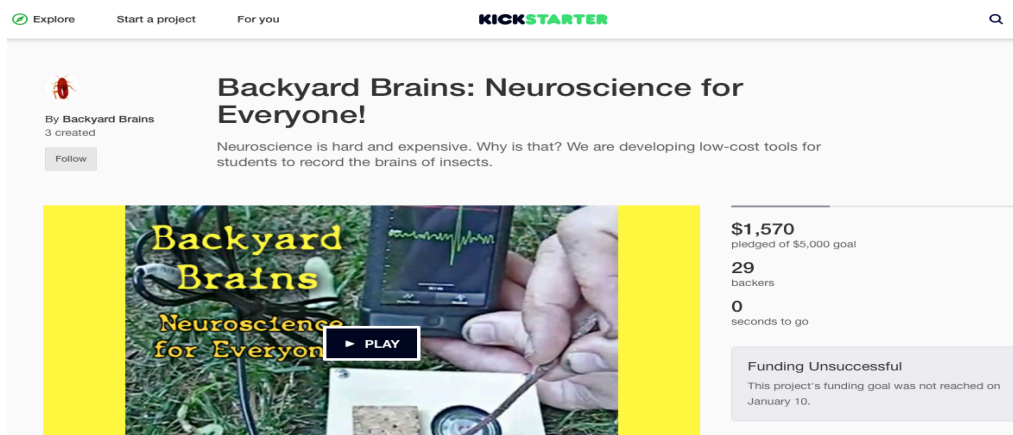 Explore Start a project For you KICKSTARTER
Backyard Brains: Neuroscience for
Everyone!
By Backyard Brains
3 created
Follow
Neuroscience is hard and expensive. Why is that? We are developing low-cost tools for
students to record the brains of insects.
Backyard
Brains
Neuroscience
for Everyon
PLAY
$1,570
pledged of $5,000 goal
29
backers
0
seconds to go
Funding Unsuccessful
This project's funding goal was not reached on
January 10.